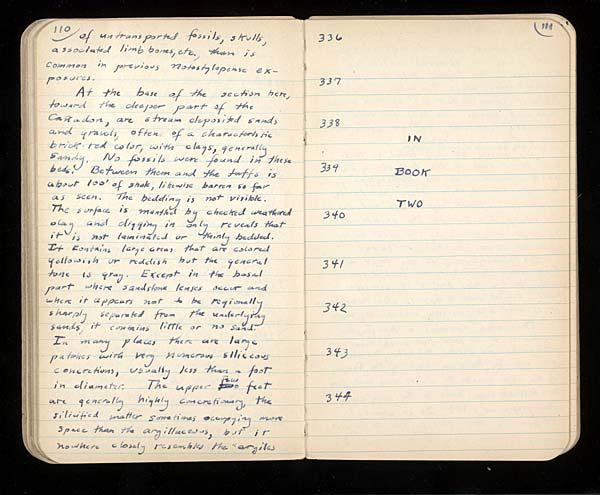 110
of untransported fossils, skulls,
associated limb bones, etc., than is
common in previous Notostylopense ex-
posures.
At the base of the section here,
toward the deeper part of the
Cañadon, are stream deposited sands
and gravels, often of a characteristic
brick-red color, with clays, generally
sandy. No fossils were found in these
beds. Between them and the tuffs is
about 100' of shale, likewise barren so far
as seen. The bedding is not visible.
The surface is mantled by checked weathered
clay and digging in only reveals that
it is not laminated or thinly bedded.
It contains large areas that are colored
yellowish or reddish but the general
tone is gray. Except in the basal
part where sandstone lenses occur and
where it appears not to be regionally
sharply separated from the underlying
sands, it contains little or no sand.
In many places there are large
patches with very numerous siliceous
concretions, usually less than a foot
in diameter. The upper few feet
are generally highly concretionary, the
silicified matter sometimes occupying more
space than the argillaceous, but it
nowhere closely resembles the argiles
111
336
337
338
IN
339
BOOK
TWO
340
341
342
343
344